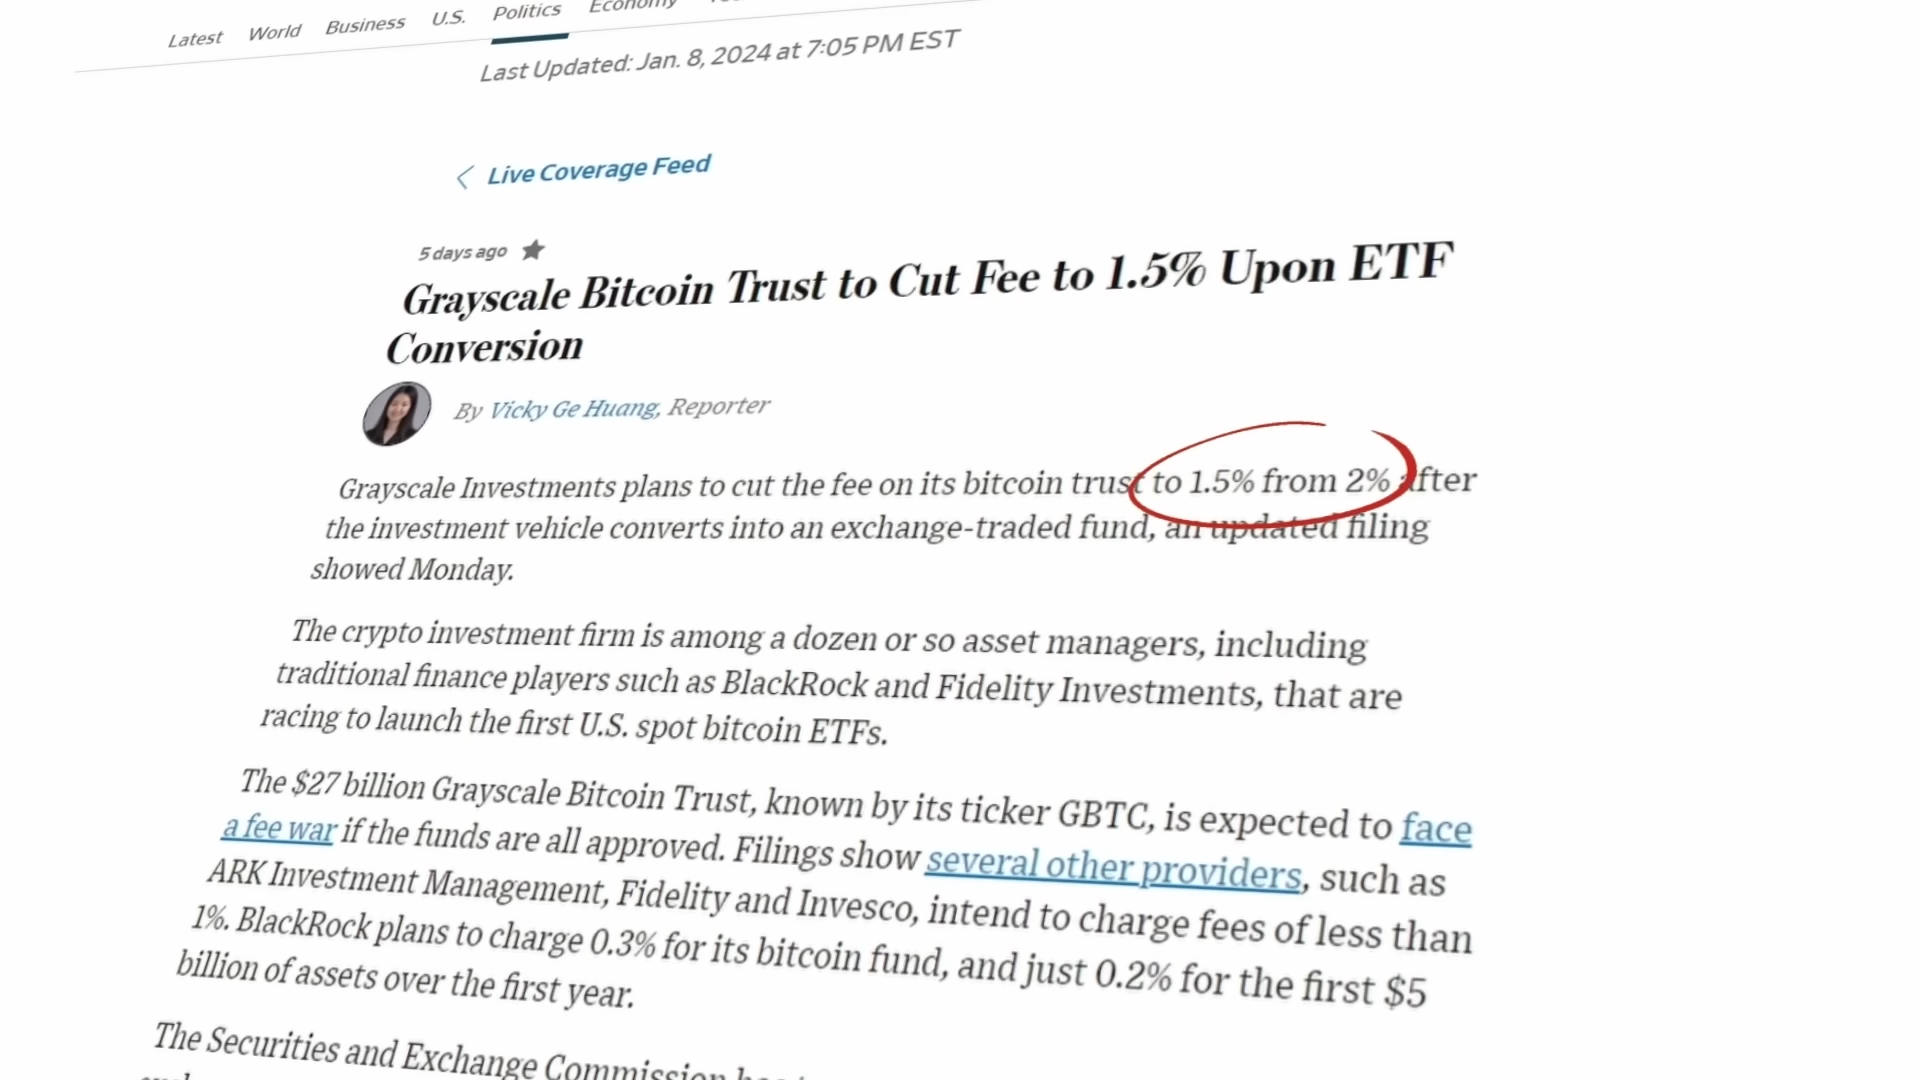 Latest World Business U.S. Politics Economy
Last Updated: Jan. 8, 2024 at 7:05 PM EST
Live Coverage Feed
5 days ago
Grayscale Bitcoin Trust to Cut Fee to 1.5% Upon ETF
Conversion
By Vicky Ge Huang, Reporter
Grayscale Investments plans to cut the fee on its bitcoin trust to 1.5% from 2% after
the investment vehicle converts into an exchange-traded fund, an updated filing
showed Monday.
The crypto investment firm is among a dozen or so asset managers, including
traditional finance players such as BlackRock and Fidelity Investments, that are
racing to launch the first U.S. spot bitcoin ETFs.
The $27 billion Grayscale Bitcoin Trust, known by its ticker GBTC, is expected to face
a fee war if the funds are all approved. Filings show several other providers, such as
ARK Investment Management, Fidelity and Invesco, intend to charge fees of less than
1%. BlackRock plans to charge 0.3% for its bitcoin fund, and just 0.2% for the first $5
billion of assets over the first year.
The Securities and Exchange Commission